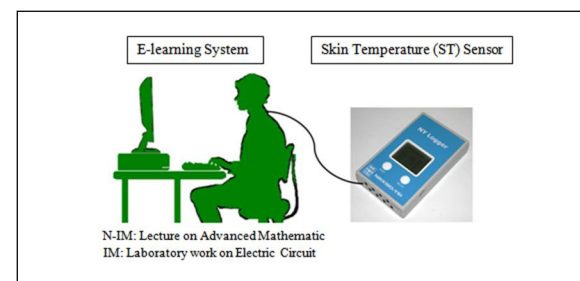 E-learning System
Skin Temperature (ST) Sensor
NT Logger
N-IM: Lecture on Advanced Mathematic
IM: Laboratory work on Electric Circuit